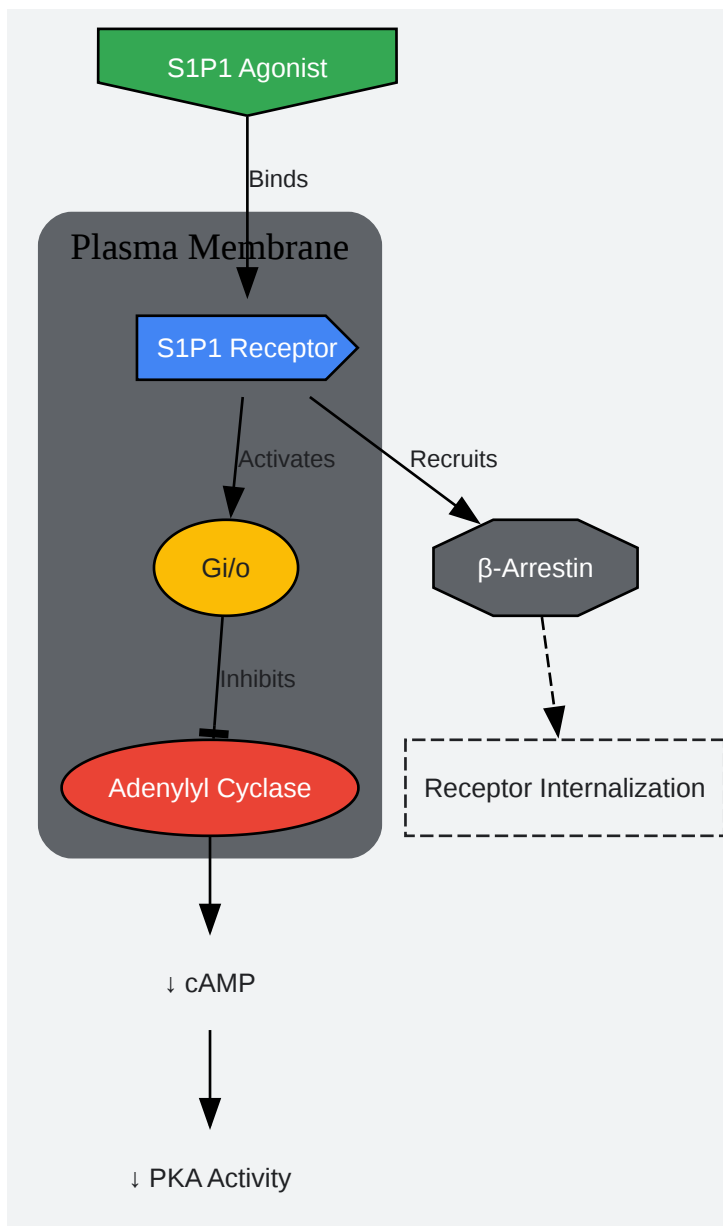 S1P1 Agonist
Binds
Plasma Membrane
S1P1 Receptor
Activates
Recruits
Gi/o
β-Arrestin
Inhibits
Adenylyl Cyclase
Receptor Internalization
↓ cAMP
↓ PKA Activity